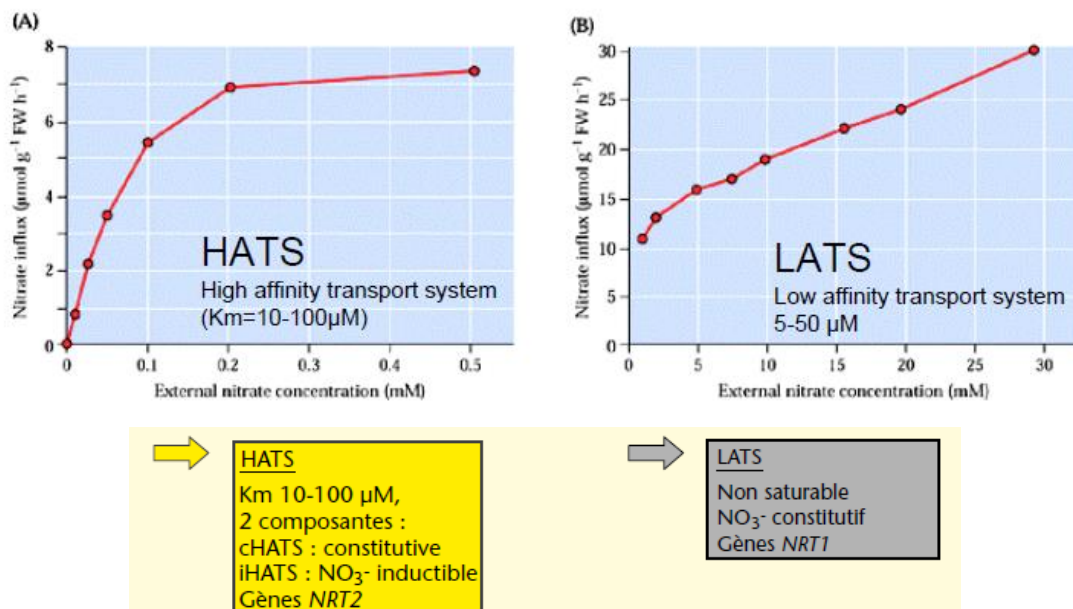 (A)
Nitrate influx (µmol g⁻¹ FW h⁻¹)
8
6
4
2
0
0 0.1 0.2 0.3 0.4 0.5
External nitrate concentration (mM)
HATS
High affinity transport system
(Km=10-100µM)
(B)
Nitrate influx (µmol g⁻¹ FW h⁻¹)
30
25
20
15
10
5
0
0 5 10 15 20 25 30
External nitrate concentration (mM)
LATS
Low affinity transport system
5-50 µM
HATS
Km 10-100 µM,
2 composantes :
cHATS : constitutive
iHATS : NO₃- inductible
Gènes NRT2
LATS
Non saturable
NO₃- constitutif
Gènes NRT1